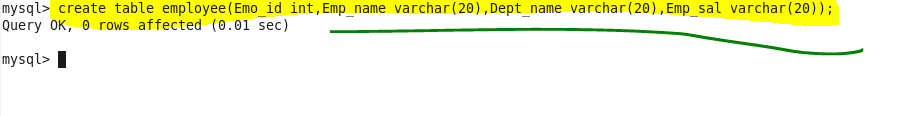 mysql> create table employee(Emo_id int,Emp_name varchar(20),Dept_name varchar(20),Emp_sal varchar(20));
Query OK, 0 rows affected (0.01 sec)
mysql>